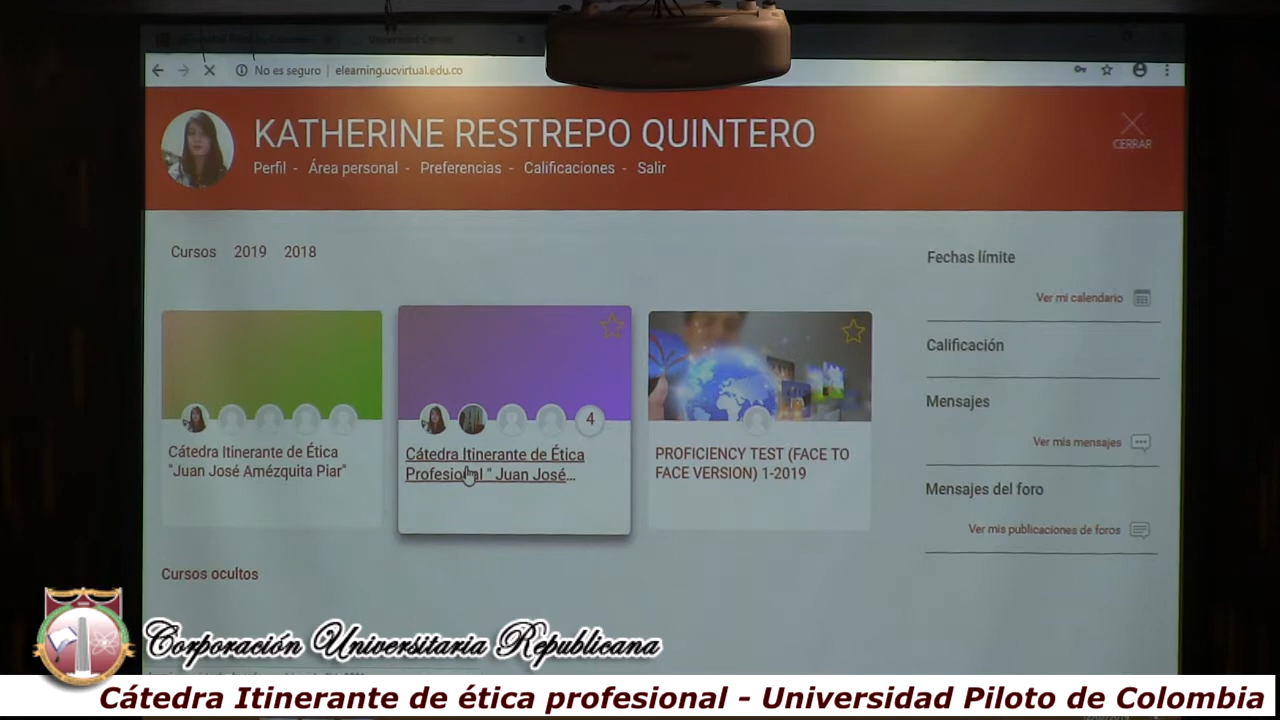 No es seguro | elearning.ucvirtual.edu.co
KATHERINE RESTREPO QUINTERO
CERRAR
Perfil - Área personal - Preferencias - Calificaciones - Salir
Cursos 2019 2018
Cátedra Itinerante de Ética
"Juan José Amézquita Piar"
4
Cátedra Itinerante de Ética
Profesional " Juan José...
PROFICIENCY TEST (FACE TO
FACE VERSION) 1-2019
Cursos ocultos
Fechas límite
Ver mi calendario
Calificación
Mensajes
Ver mis mensajes
Mensajes del foro
Ver mis publicaciones de foros
Corporación Universitaria Republicana
Cátedra Itinerante de ética profesional - Universidad Piloto de Colombia